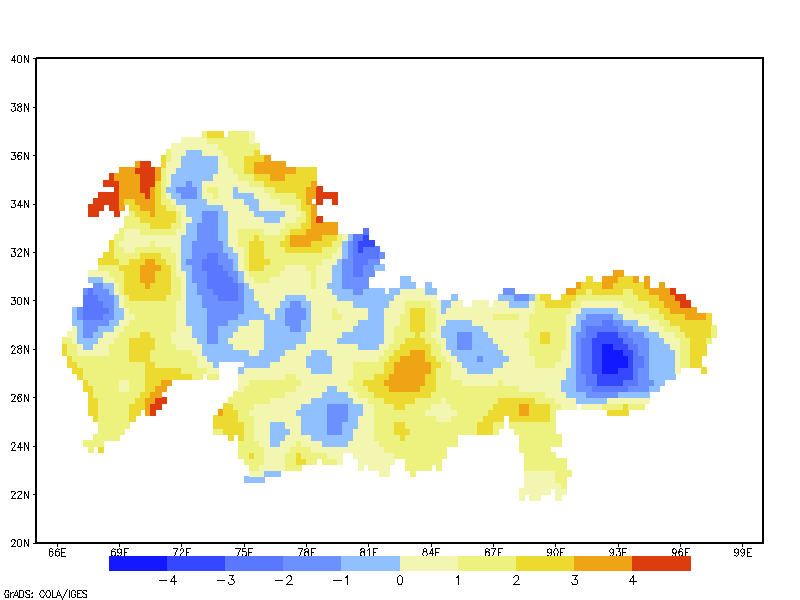 40N
38N
36N
34N
32N
30N
28N
26N
24N
22N
20N
66E 69E 72E 75E 78E 81E 84E 87E 90E 93E 96E 99E
-4 -3 -2 -1 0 1 2 3 4
GrADS: COLA/IGES